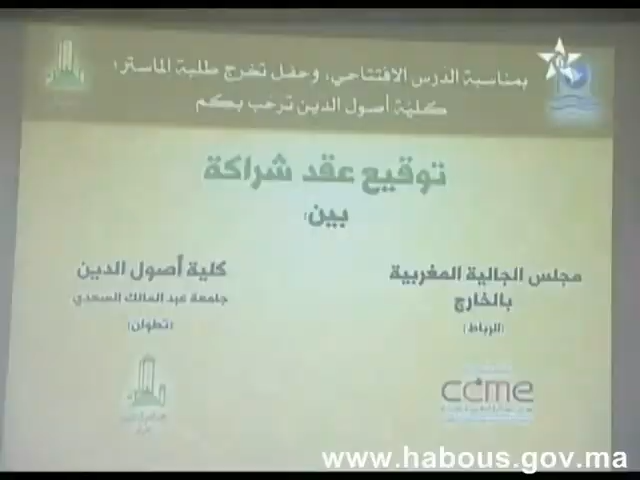 بمناسبة الدرس الافتتاحي، وحفل تخرج طلبة الماستر؛
كلية أصول الدين ترحب بكم
توقيع عقد شراكة
بين:
مجلس الجالية المغربية
بالخارج
(الرباط)
كلية أصول الدين
جامعة عبد المالك السعدي
(تطوان)
ccme
www.habous.gov.ma